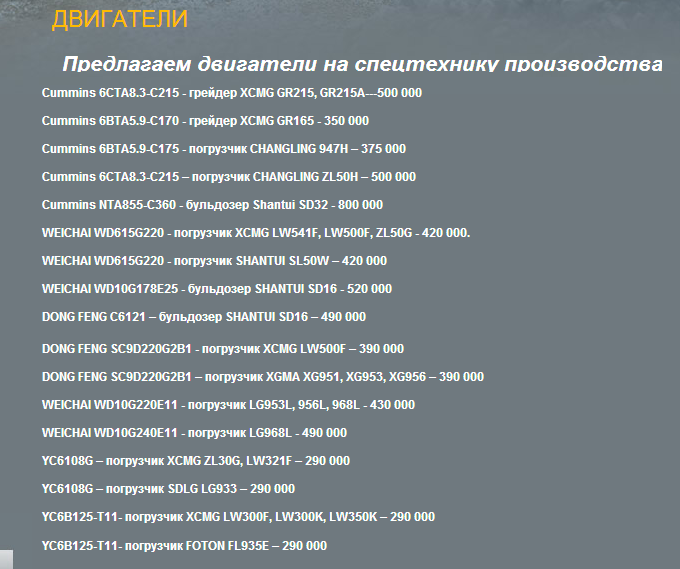 ДВИГАТЕЛИ
Предлагаем двигатели на спецтехнику производства
Cummins 6CTA8.3-C215 - грейдер XCMG GR215, GR215A---500 000
Cummins 6BTA5.9-C170 - грейдер XCMG GR165 - 350 000
Cummins 6BTA5.9-C175 - погрузчик CHANGLING 947H – 375 000
Cummins 6CTA8.3-C215 – погрузчик CHANGLING ZL50H – 500 000
Cummins NTA855-C360 - бульдозер Shantui SD32 - 800 000
WEICHAI WD615G220 - погрузчик XCMG LW541F, LW500F, ZL50G - 420 000.
WEICHAI WD615G220 - погрузчик SHANTUI SL50W – 420 000
WEICHAI WD10G178E25 - бульдозер SHANTUI SD16 - 520 000
DONG FENG C6121 – бульдозер SHANTUI SD16 – 490 000
DONG FENG SC9D220G2B1 - погрузчик XCMG LW500F – 390 000
DONG FENG SC9D220G2B1 – погрузчик XGMA XG951, XG953, XG956 – 390 000
WEICHAI WD10G220E11 - погрузчик LG953L, 956L, 968L - 430 000
WEICHAI WD10G240E11 - погрузчик LG968L - 490 000
YC6108G – погрузчик XCMG ZL30G, LW321F – 290 000
YC6108G – погрузчик SDLG LG933 – 290 000
YC6B125-T11- погрузчик XCMG LW300F, LW300K, LW350K – 290 000
YC6B125-T11- погрузчик FOTON FL935E – 290 000